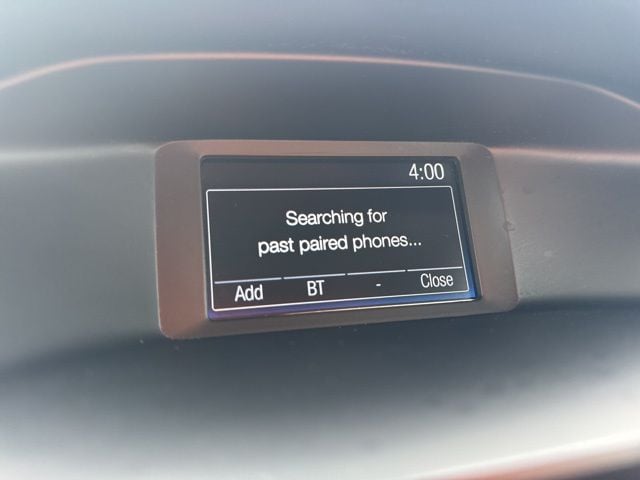 4:00
Searching for
past paired phones...
Add BT - Close